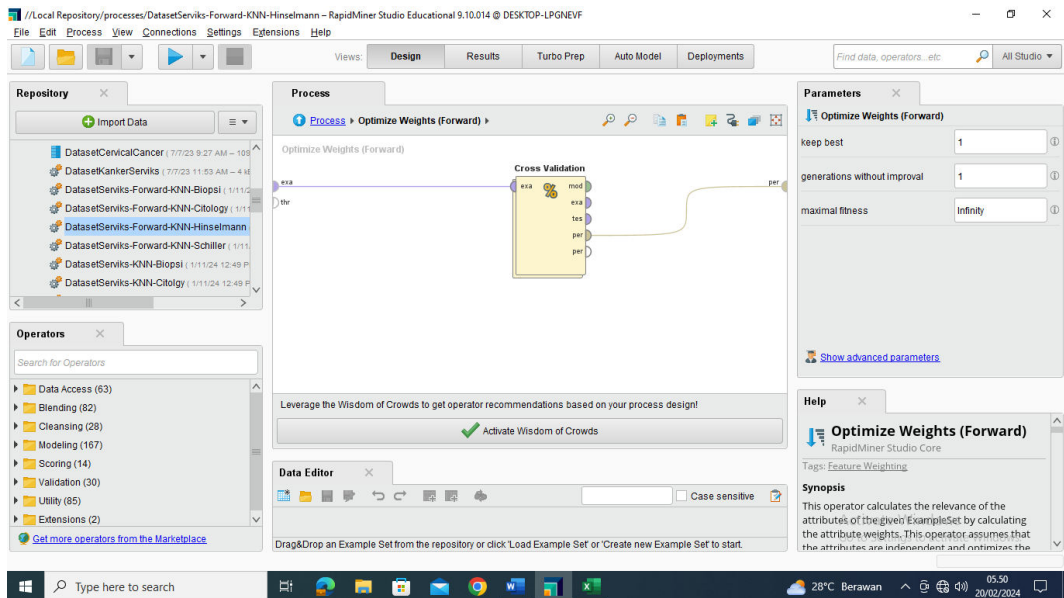 //Local Repository/processes/DatasetServiks-Forward-KNN-Hinselmann – RapidMiner Studio Educational 9.10.014 @ DESKTOP-LPGNEVF
File Edit Process View Connections Settings Extensions Help
Views: Design Results Turbo Prep Auto Model Deployments Find data, operators...etc All Studio
Repository
Import Data
DatasetCervicalCancer ( 7/7/23 9:27 AM – 109
DatasetKankerServiks ( 7/7/23 11:53 AM – 4 kE
DatasetServiks-Forward-KNN-Biopsi ( 1/11/2
DatasetServiks-Forward-KNN-Citology ( 1/11
DatasetServiks-Forward-KNN-Hinselmann
DatasetServiks-Forward-KNN-Schiller ( 1/11.
DatasetServiks-KNN-Biopsi ( 1/11/24 12:49 P
DatasetServiks-KNN-Citolgy ( 1/11/24 12:49 P
Operators
Search for Operators
Data Access (63)
Blending (82)
Cleansing (28)
Modeling (167)
Scoring (14)
Validation (30)
Utility (85)
Extensions (2)
Get more operators from the Marketplace
Process
Process Optimize Weights (Forward)
Optimize Weights (Forward)
Cross Validation
exa
thr
exa
mod
exa
tes
per
per
per
Leverage the Wisdom of Crowds to get operator recommendations based on your process design!
Activate Wisdom of Crowds
Data Editor
Case sensitive
Drag&Drop an Example Set from the repository or click 'Load Example Set' or 'Create new Example Set' to start.
Parameters
Optimize Weights (Forward)
keep best 1
generations without improval 1
maximal fitness Infinity
Show advanced parameters
Help
Optimize Weights (Forward)
RapidMiner Studio Core
Tags: Feature Weighting
Synopsis
This operator calculates the relevance of the
attributes of the given ExampleSet by calculating
the attribute weights. This operator assumes that
the attributes are independent and optimizes the
Type here to search
28°C Berawan
05.50
20/02/2024